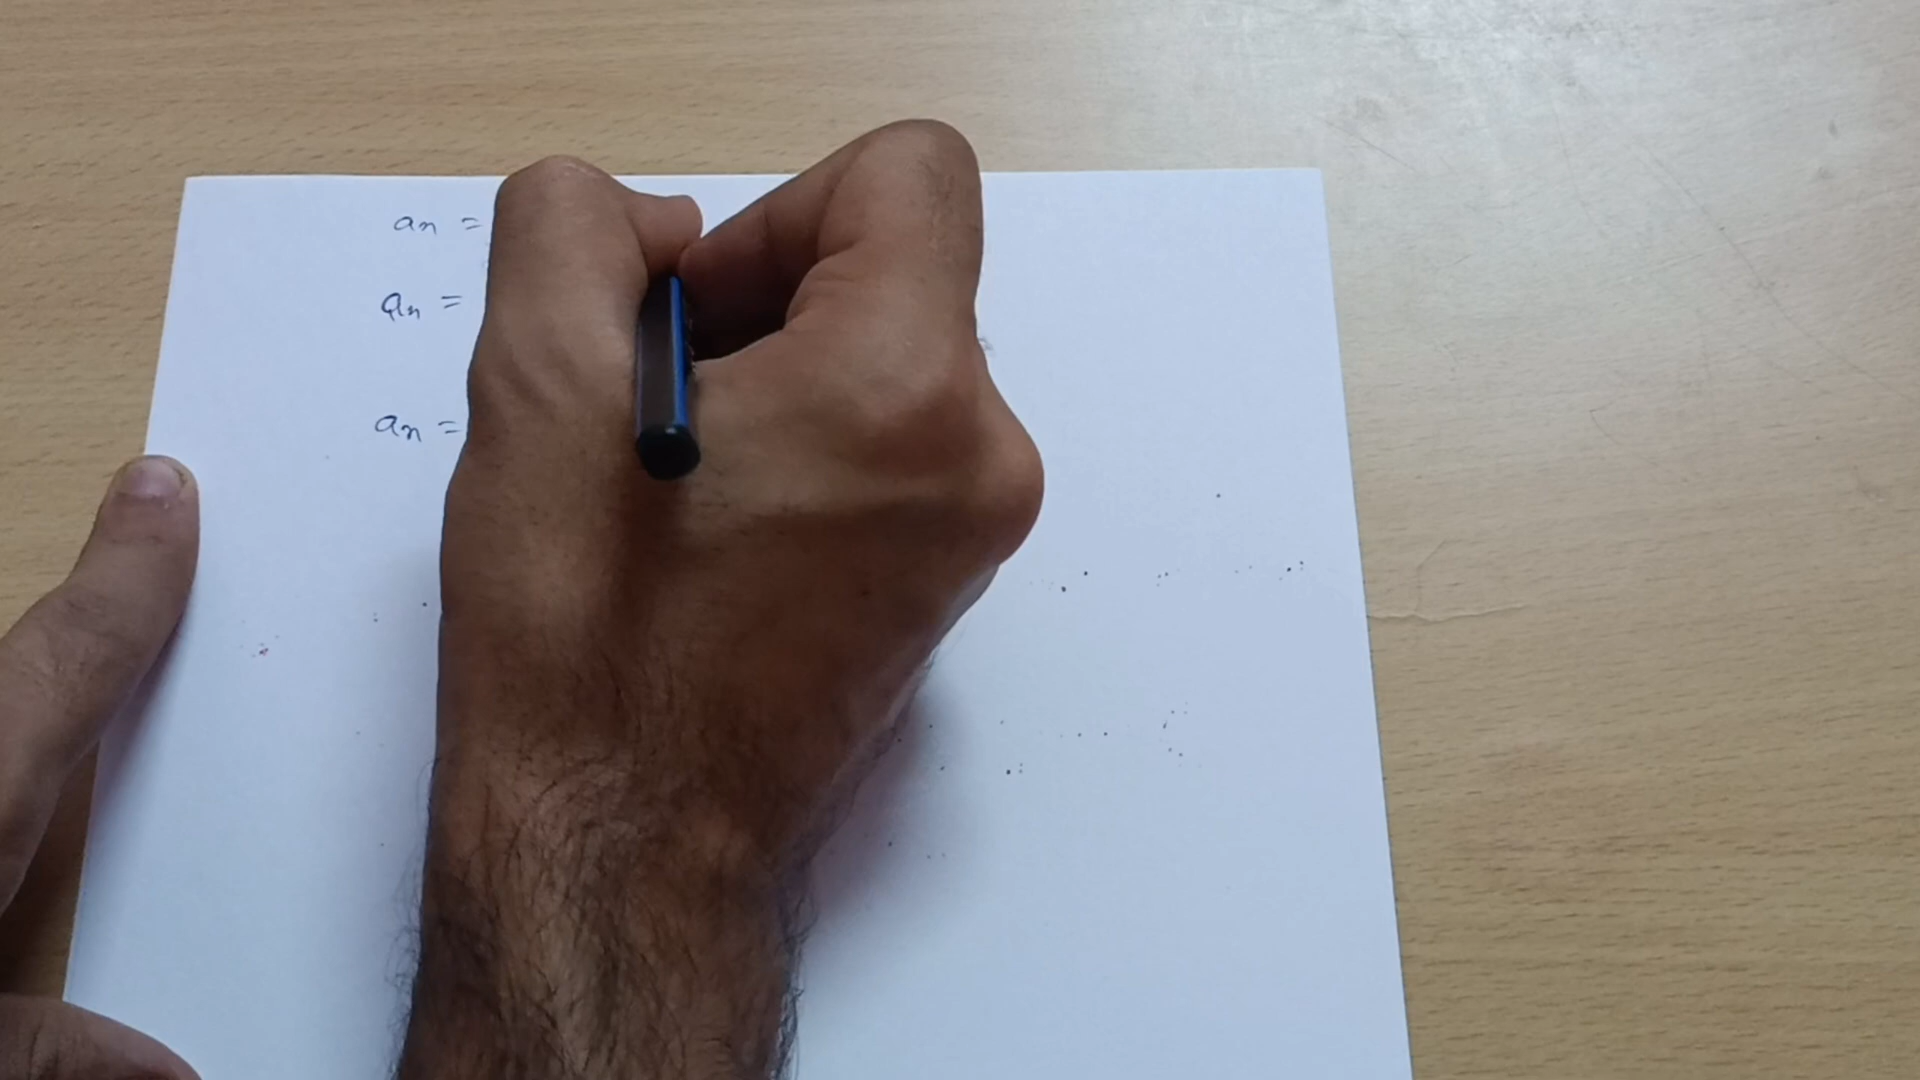 an =
an =
an =